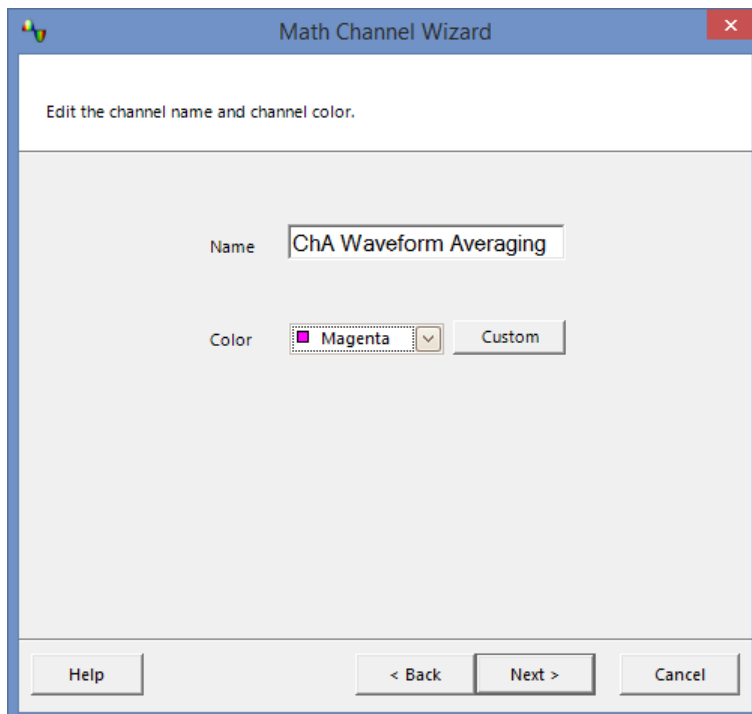 Math Channel Wizard
Edit the channel name and channel color.
Name ChA Waveform Averaging
Color Magenta Custom
Help < Back Next > Cancel